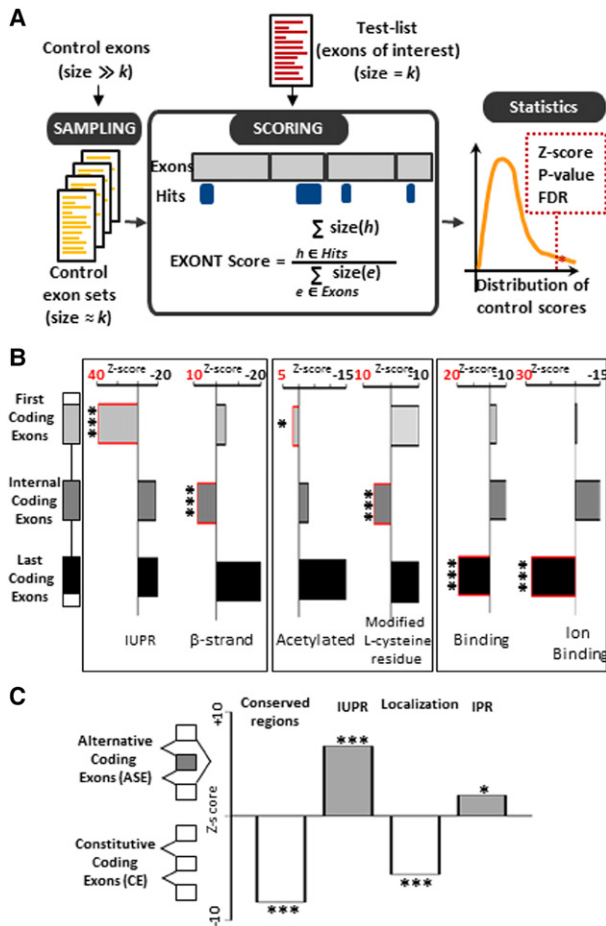 A
Control exons
(size ≫ k)
Test-list
(exons of interest)
(size = k)
Statistics
SAMPLING
SCORING
Exons
Hits
Z-score
P-value
FDR
∑ size(h)
h ∈ Hits
EXONT Score =
∑ size(e)
e ∈ Exons
Control
exon sets
(size ≈ k)
Distribution of
control scores
B
Z-score Z-score Z-score Z-score Z-score Z-score
40 -20 10 -20 5 -15 10 -10 20 -10 30 -15
First
Coding
Exons
***
*
Internal
Coding
Exons
***
***
Last
Coding
Exons
***
***
IUPR
β-strand
Acetylated
Modified
L-cysteine
residue
Binding
Ion
Binding
C
Conserved
regions
IUPR
Localization
IPR
+10
Alternative
Coding
Exons (ASE)
***
*
Z-s core
Constitutive
Coding
Exons (CE)
***
***
-10